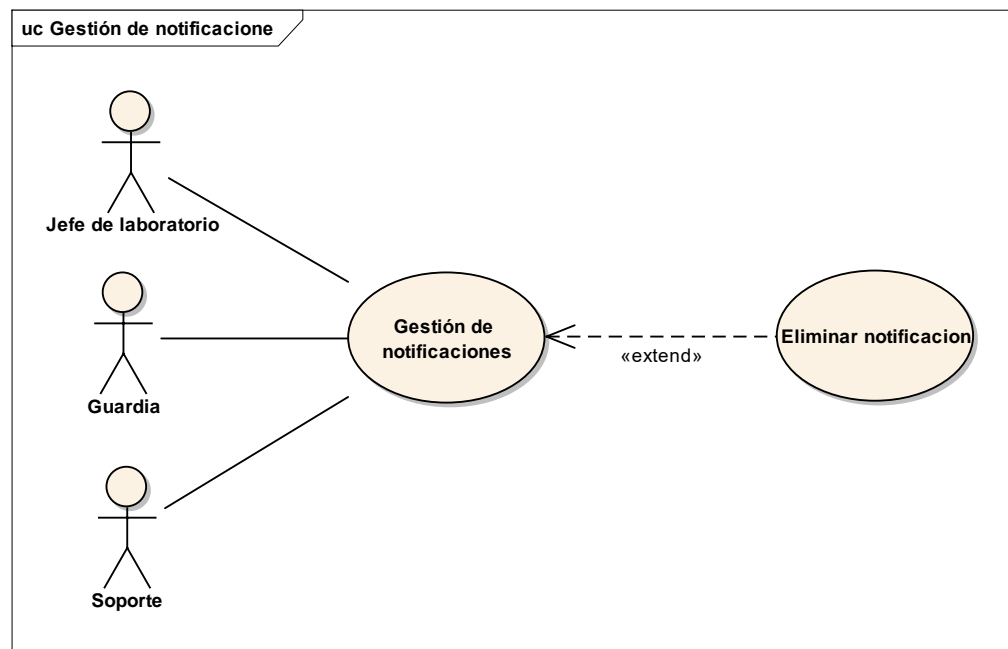 uc Gestión de notificacione
Jefe de laboratorio
Gestión de
notificaciones
Eliminar notificacion
«extend»
Guardia
Soporte